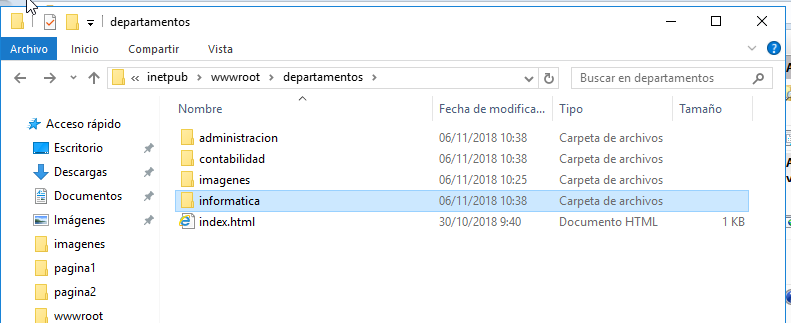 departamentos
Archivo Inicio Compartir Vista
« inetpub > wwwroot > departamentos > Buscar en departamentos
Nombre Fecha de modifica... Tipo Tamaño
Acceso rápido
Escritorio
Descargas
Documentos
Imágenes
imagenes
pagina1
pagina2
wwwroot
administracion 06/11/2018 10:38 Carpeta de archivos
contabilidad 06/11/2018 10:38 Carpeta de archivos
imagenes 06/11/2018 10:25 Carpeta de archivos
informatica 06/11/2018 10:38 Carpeta de archivos
index.html 30/10/2018 9:40 Documento HTML 1 KB